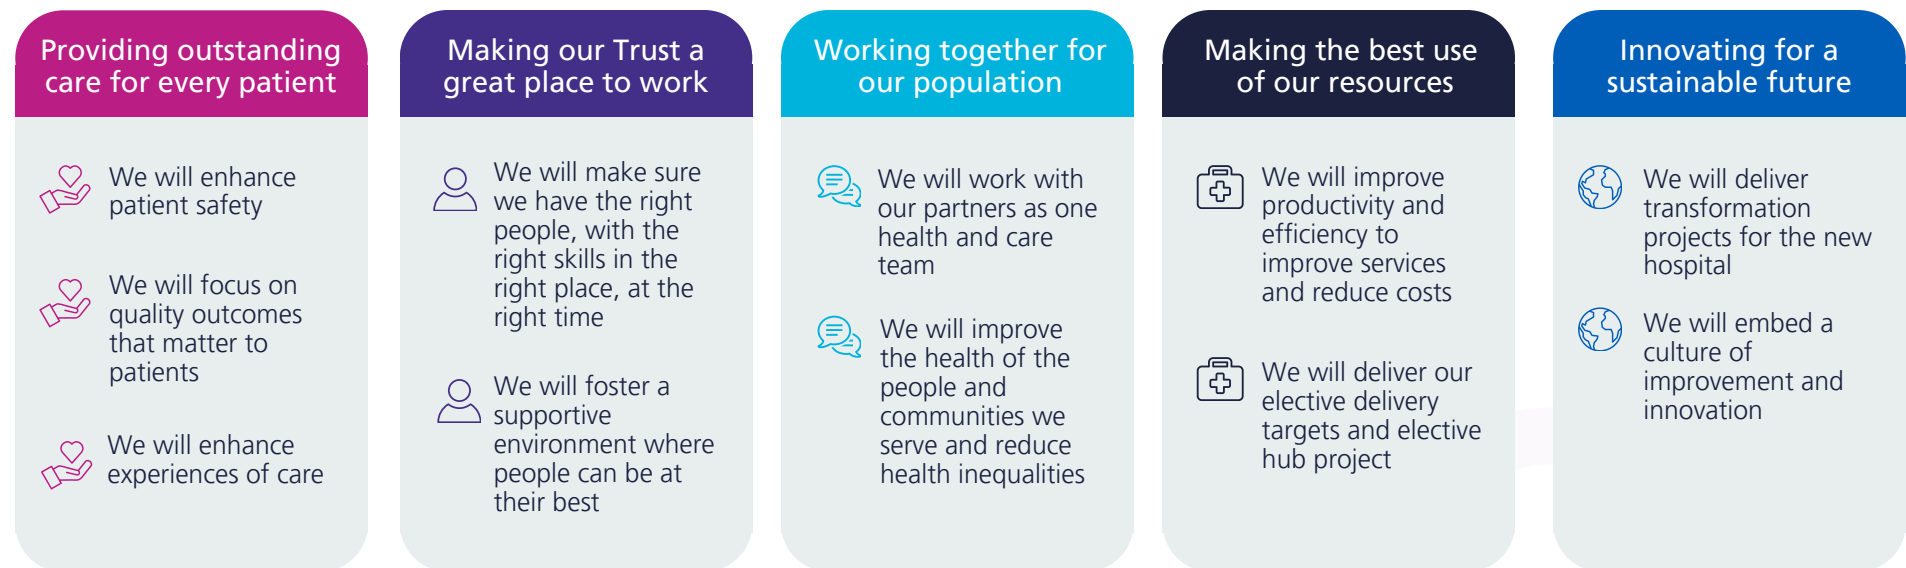 Providing outstanding
care for every patient
We will enhance
patient safety
We will focus on
quality outcomes
that matter to
patients
We will enhance
experiences of care
Making our Trust a
great place to work
We will make sure
we have the right
people, with the
right skills in the
right place, at the
right time
We will foster a
supportive
environment where
people can be at
their best
Working together for
our population
We will work with
our partners as one
health and care
team
We will improve
the health of the
people and
communities we
serve and reduce
health inequalities
Making the best use
of our resources
We will improve
productivity and
efficiency to
improve services
and reduce costs
We will deliver our
elective delivery
targets and elective
hub project
Innovating for a
sustainable future
We will deliver
transformation
projects for the new
hospital
We will embed a
culture of
improvement and
innovation